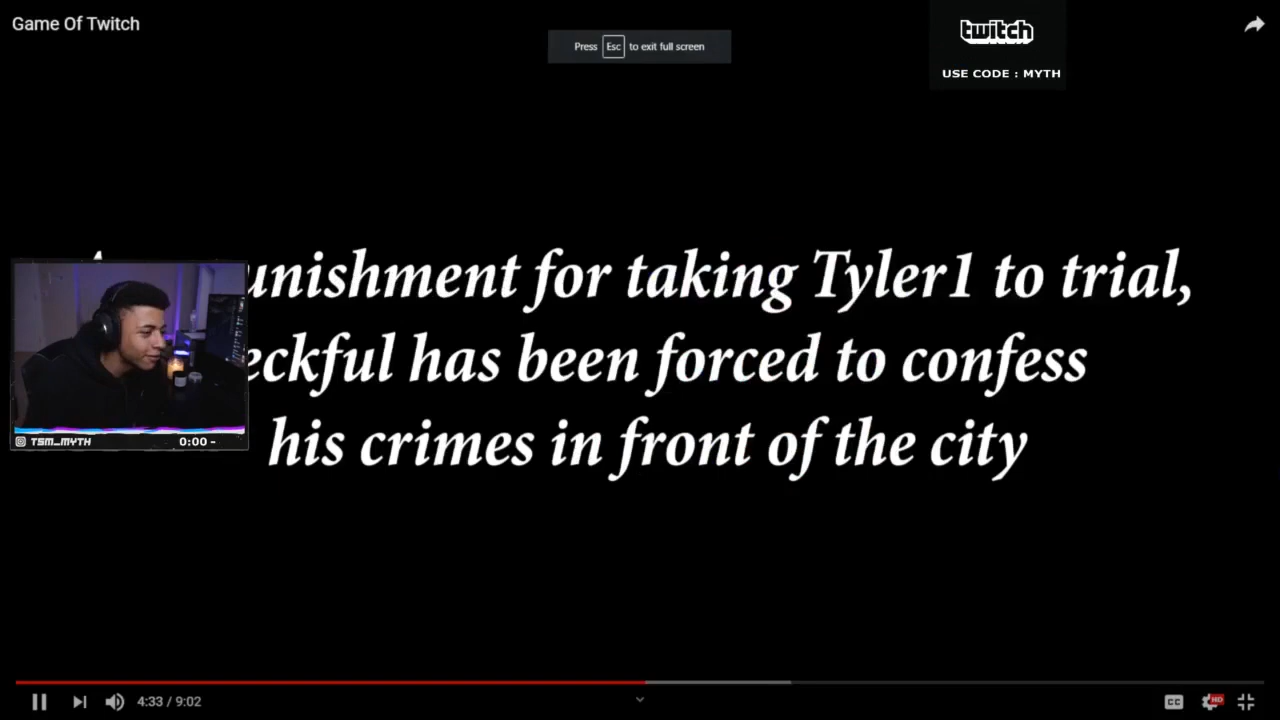 Game Of Twitch
Press Esc to exit full screen
twitch
USE CODE : MYTH
unishment for taking Tyler1 to trial,
eckful has been forced to confess
his crimes in front of the city
TSM_MYTH
0:00 -
4:33 / 9:02
CC
HD